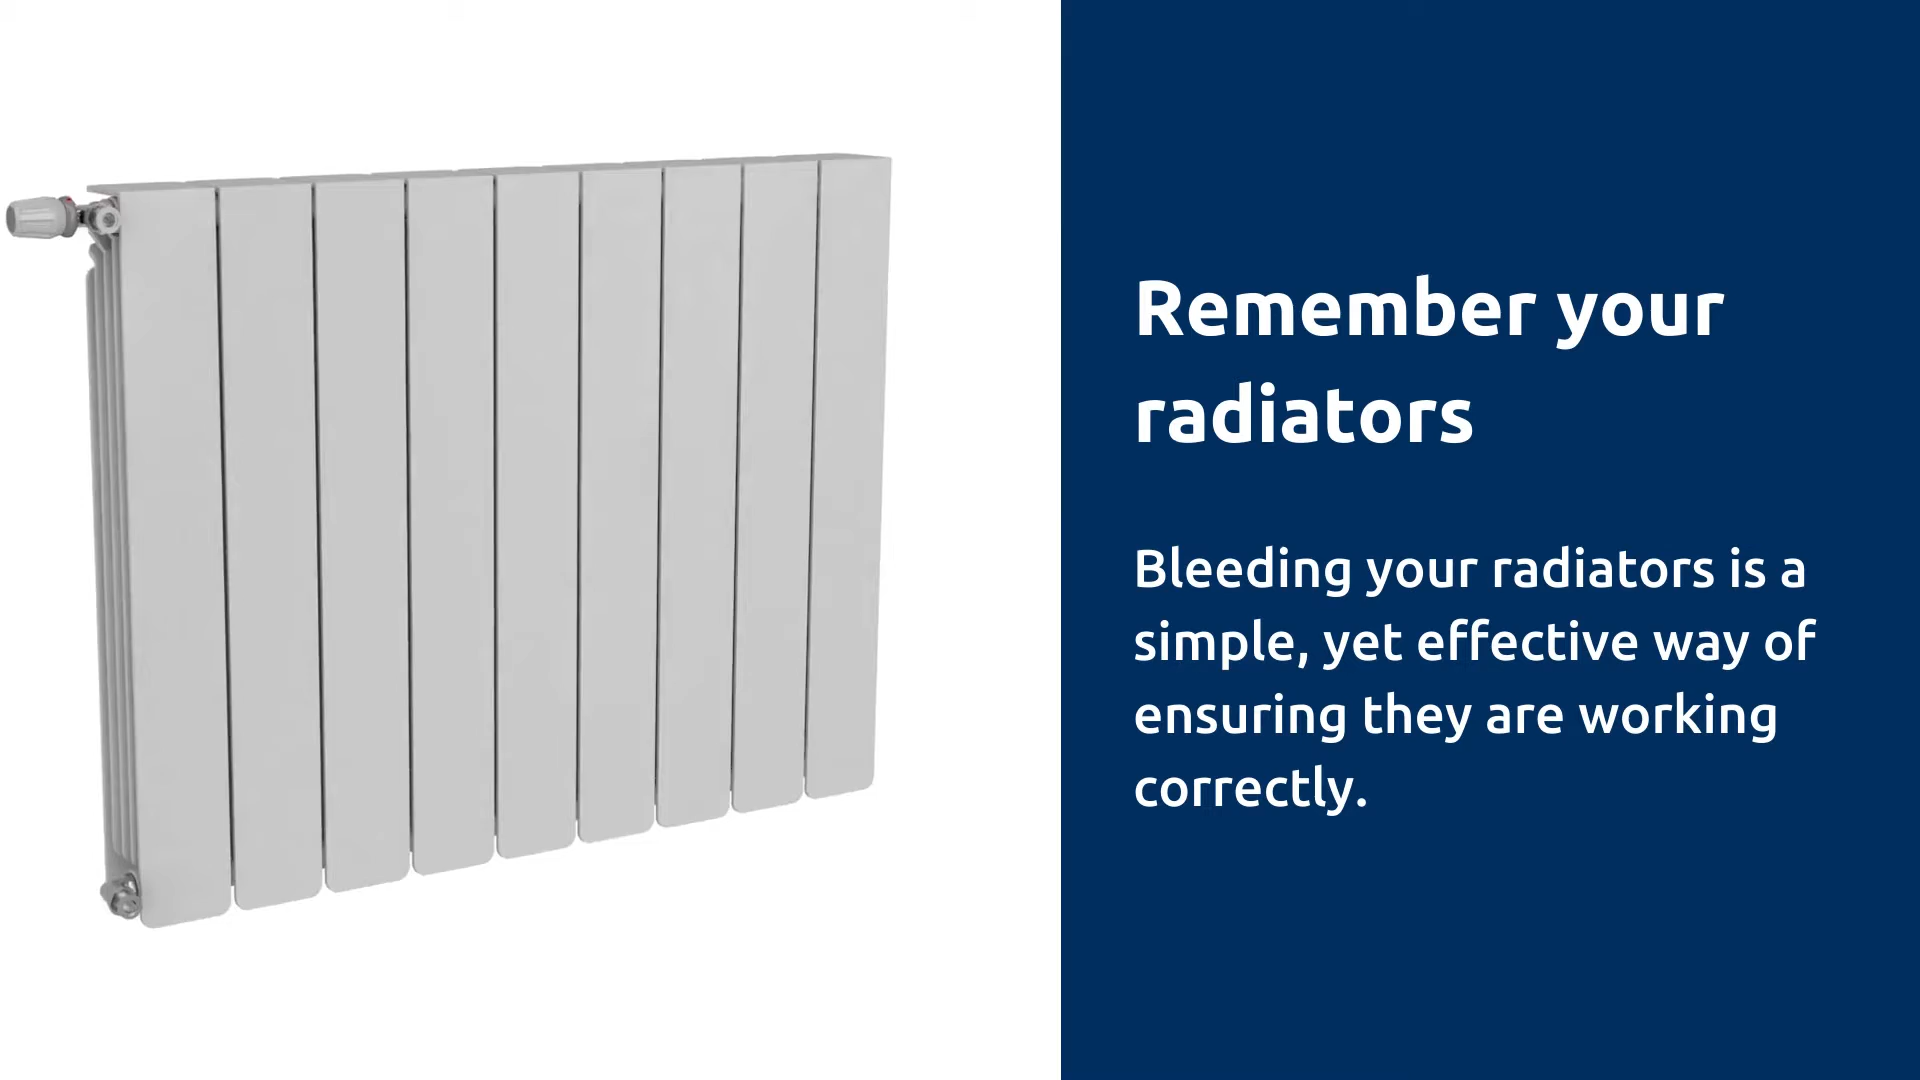 Remember your
radiators
Bleeding your radiators is a
simple, yet effective way of
ensuring they are working
correctly.